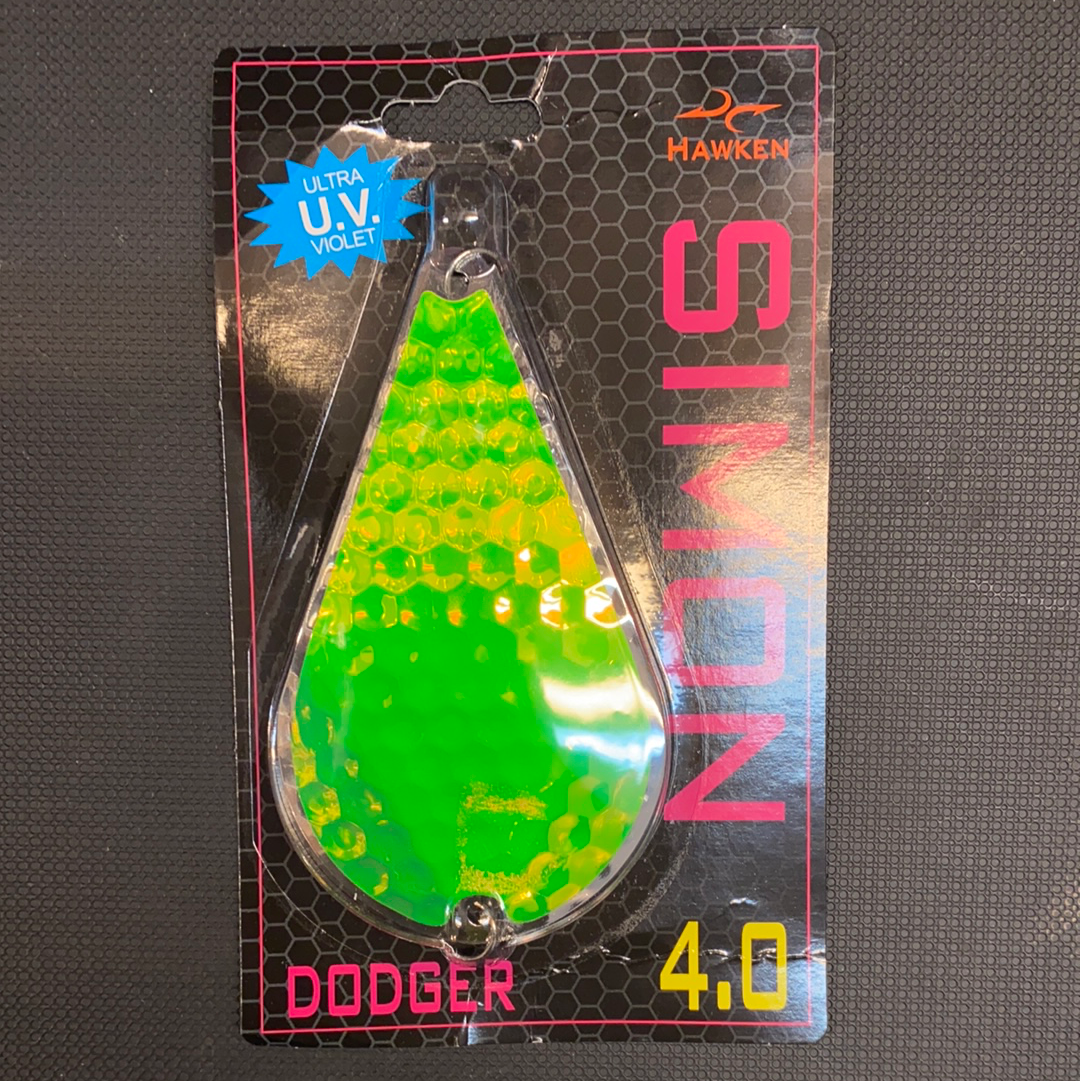 HAWKEN
ULTRA
U.V.
VIOLET
SIMON
4.0
DODGER